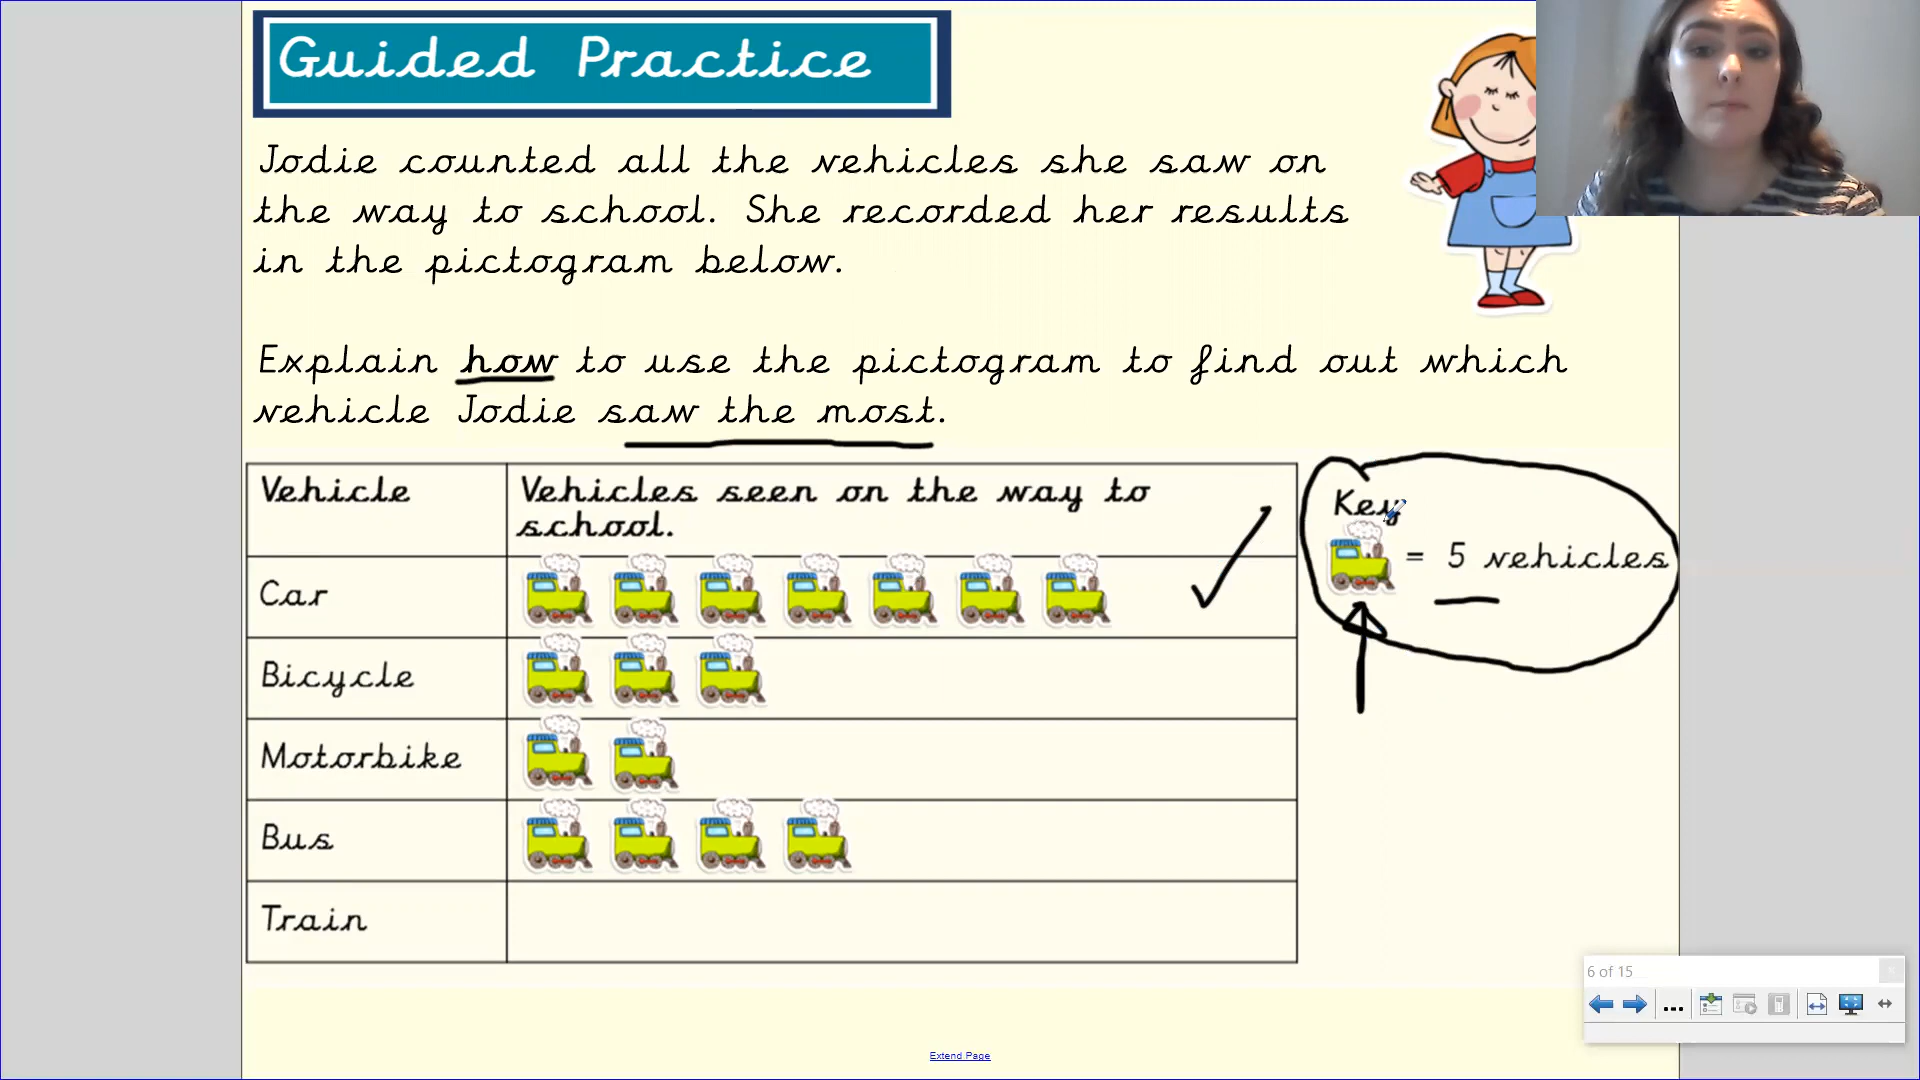 Guided Practice
Jodie counted all the vehicles she saw on
the way to school. She recorded her results
in the pictogram below.
Explain how to use the pictogram to find out which
vehicle Jodie saw the most.
Vehicle
Vehicles seen on the way to
school.
Key
= 5 vehicles
Car
Bicycle
Motorbike
Bus
Train
6 of 15
...
Extend Page